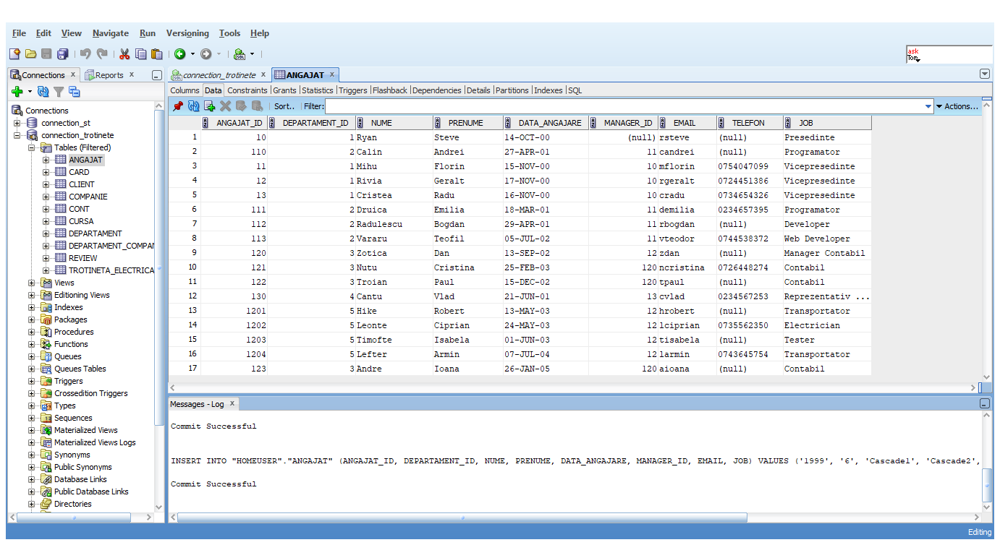 File Edit View Navigate Run Versioning Tools Help
ask
Tom
Connections x Reports x
connection_trotinete x ANGAJAT x
Columns Data Constraints Grants Statistics Triggers Flashback Dependencies Details Partitions Indexes SQL
Sort.. Filter: Actions...
Connections
connection_st
connection_trotinete
Tables (Filtered)
ANGAJAT
CARD
CLIENT
COMPANIE
CONT
CURSA
DEPARTAMENT
DEPARTAMENT_COMPAN
REVIEW
TROTINETA_ELECTRICA
Views
Editioning Views
Indexes
Packages
Procedures
Functions
Queues
Queues Tables
Triggers
Crossedition Triggers
Types
Sequences
Materialized Views
Materialized Views Logs
Synonyms
Public Synonyms
Database Links
Public Database Links
Directories
ANGAJAT_ID DEPARTAMENT_ID NUME PRENUME DATA_ANGAJARE MANAGER_ID EMAIL TELEFON JOB
1 10 1 Ryan Steve 14-OCT-00 (null) rsteve (null) Presedinte
2 110 2 Calin Andrei 27-APR-01 11 candrei (null) Programator
3 11 1 Mihu Florin 15-NOV-00 10 mflorin 0754047099 Vicepresedinte
4 12 1 Rivia Geralt 17-NOV-00 10 rgeralt 0724451386 Vicepresedinte
5 13 1 Cristea Radu 16-NOV-00 10 cradu 0734654326 Vicepresedinte
6 111 2 Druica Emilia 18-MAR-01 11 demilia 0234657395 Programator
7 112 2 Radulescu Bogdan 29-APR-01 11 rbogdan (null) Developer
8 113 2 Vararu Teofil 05-JUL-02 11 vteodor 0744538372 Web Developer
9 120 3 Zotica Dan 13-SEP-02 12 zdan (null) Manager Contabil
10 121 3 Nutu Cristina 25-FEB-03 120 ncristina 0726448274 Contabil
11 122 3 Troian Paul 15-DEC-02 120 tpaul (null) Contabil
12 130 4 Cantu Vlad 21-JUN-01 13 cvlad 0234567253 Reprezentativ ...
13 1201 5 Hike Robert 13-MAY-03 12 hrobert (null) Transportator
14 1202 5 Leonte Ciprian 24-MAY-03 12 lciprian 0735562350 Electrician
15 1203 5 Timofte Isabela 01-JUN-03 12 tisabela (null) Tester
16 1204 5 Lefter Armin 07-JUL-04 12 larmin 0743645754 Transportator
17 123 3 Andre Ioana 26-JAN-05 120 aioana (null) Contabil
Messages - Log x
Commit Successful
INSERT INTO "HOMEUSER"."ANGAJAT" (ANGAJAT_ID, DEPARTAMENT_ID, NUME, PRENUME, DATA_ANGAJARE, MANAGER_ID, EMAIL, JOB) VALUES ('1999', '6', 'Cascade1', 'Cascade2',
Commit Successful
Editing